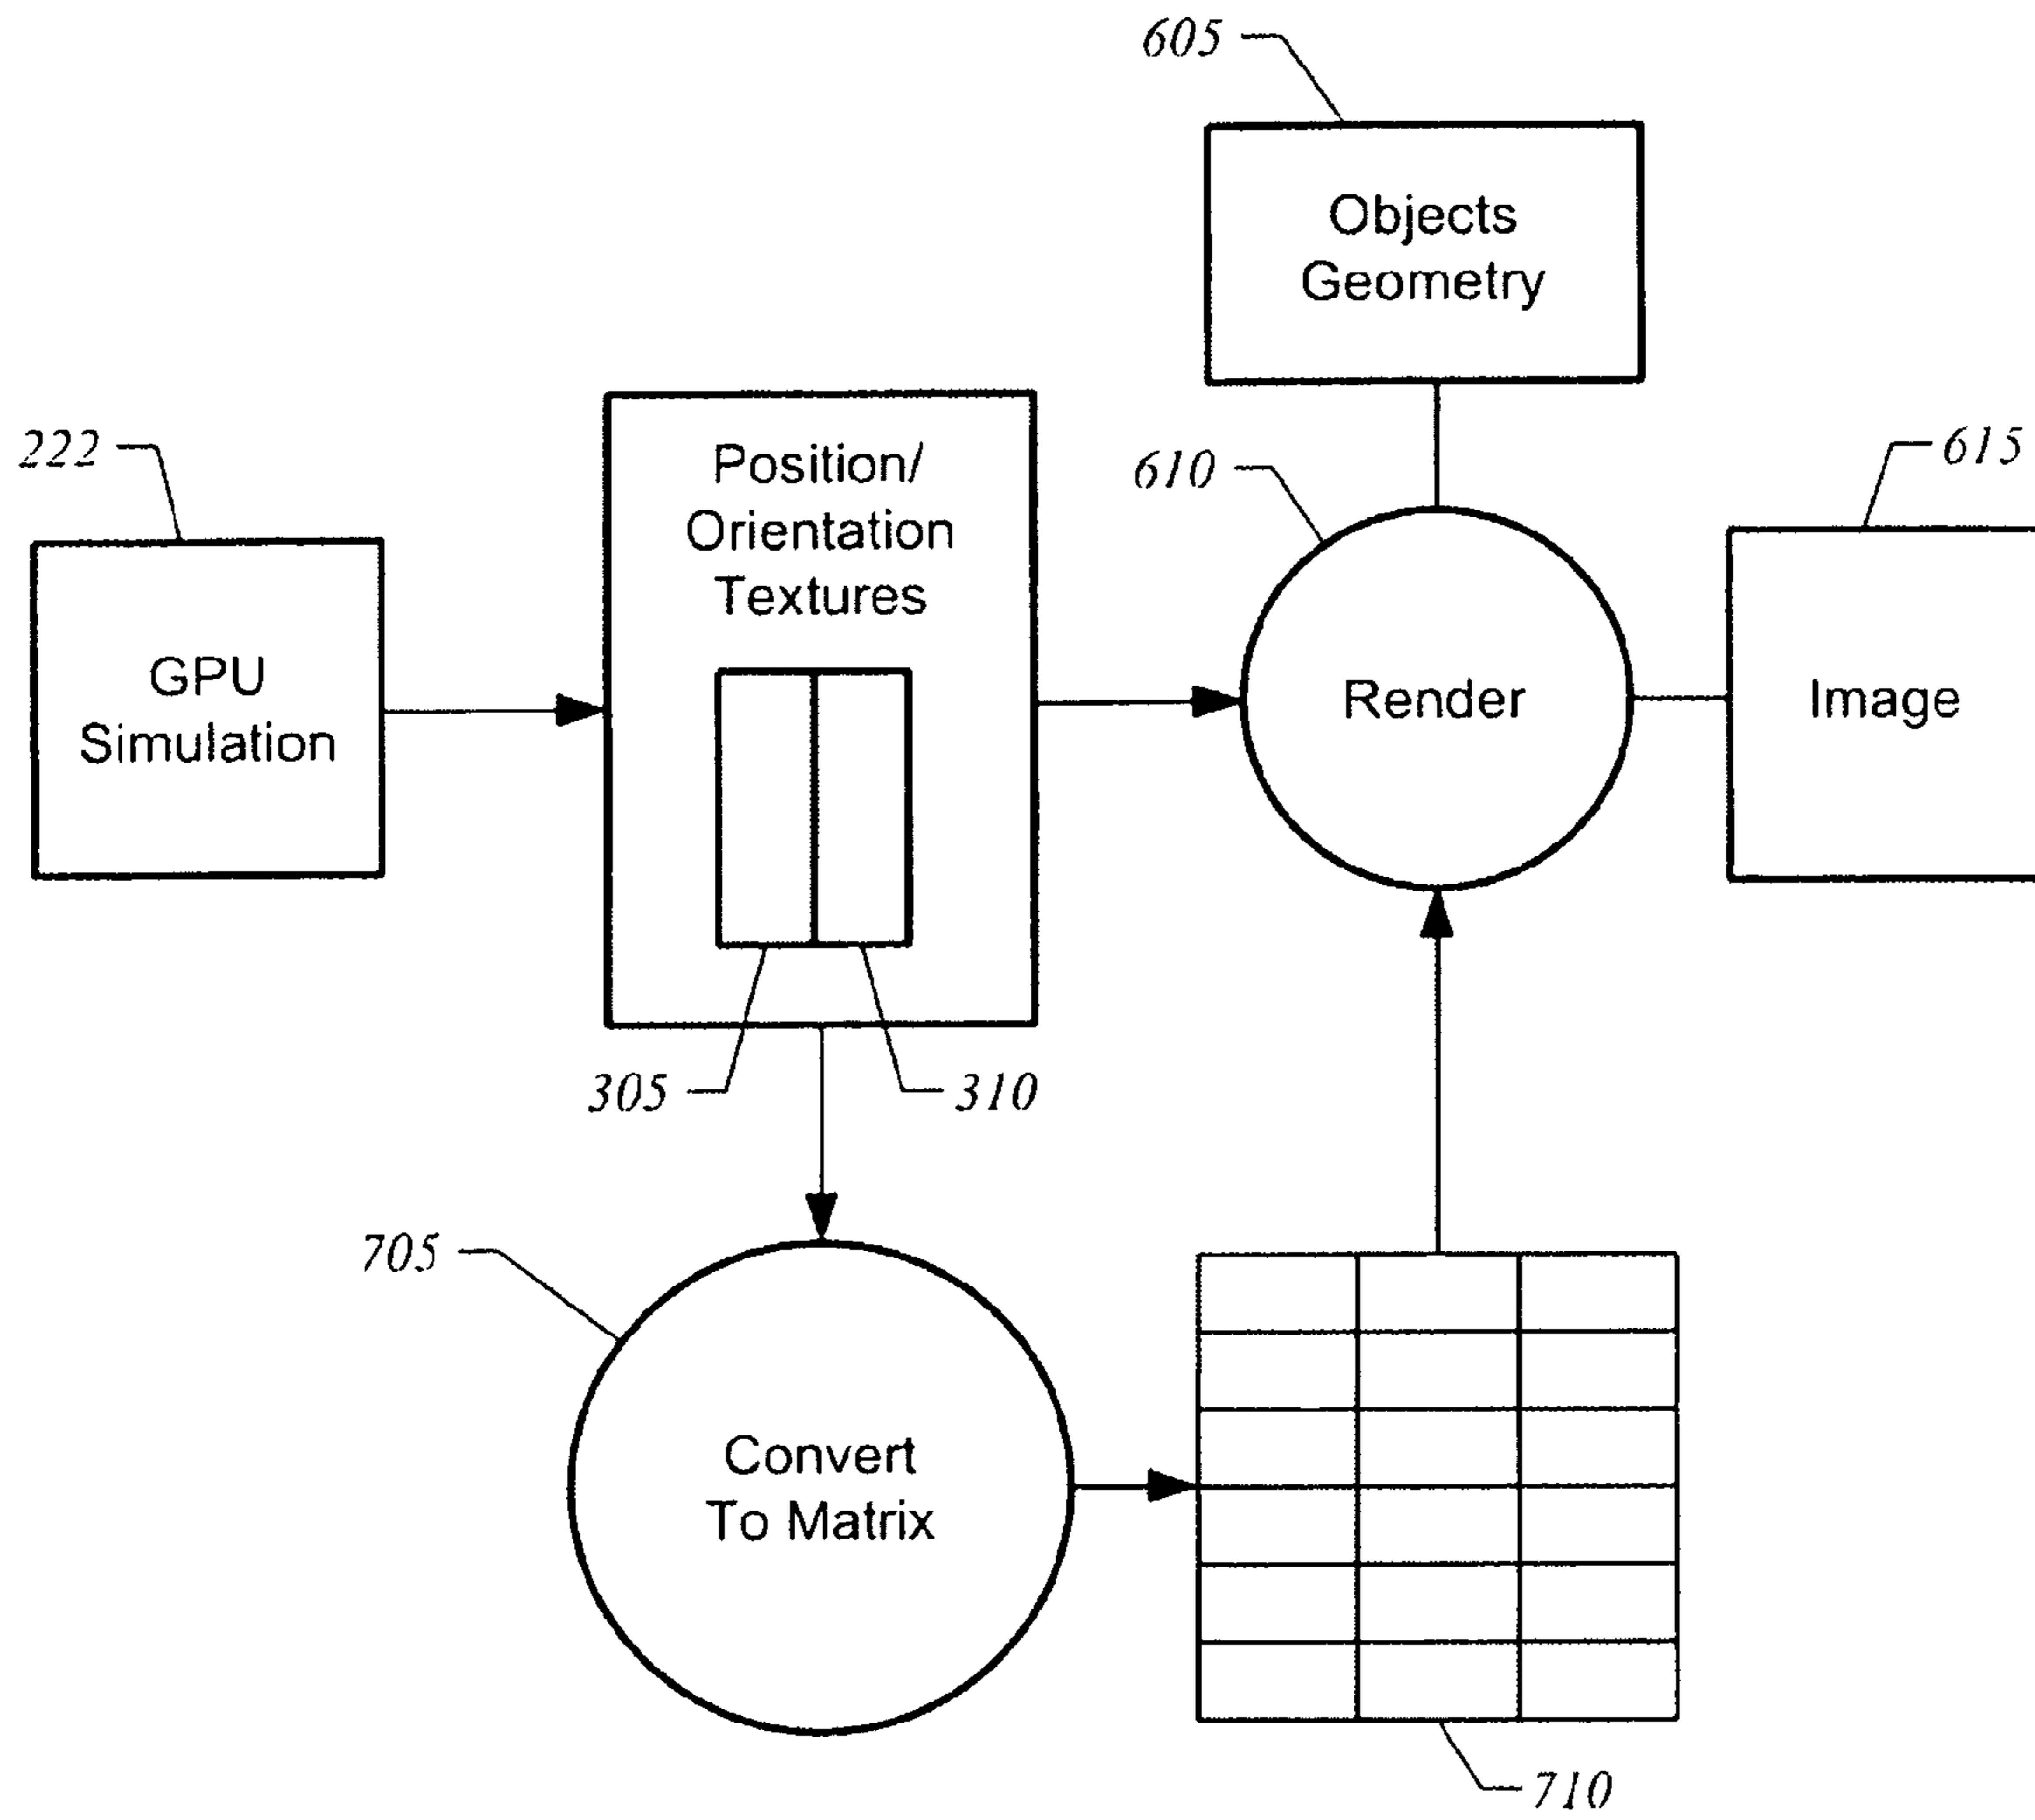 605
Objects
Geometry
222
Position/
Orientation
Textures
610
615
GPU
Simulation
Render
Image
305
310
705
Convert
To Matrix
710